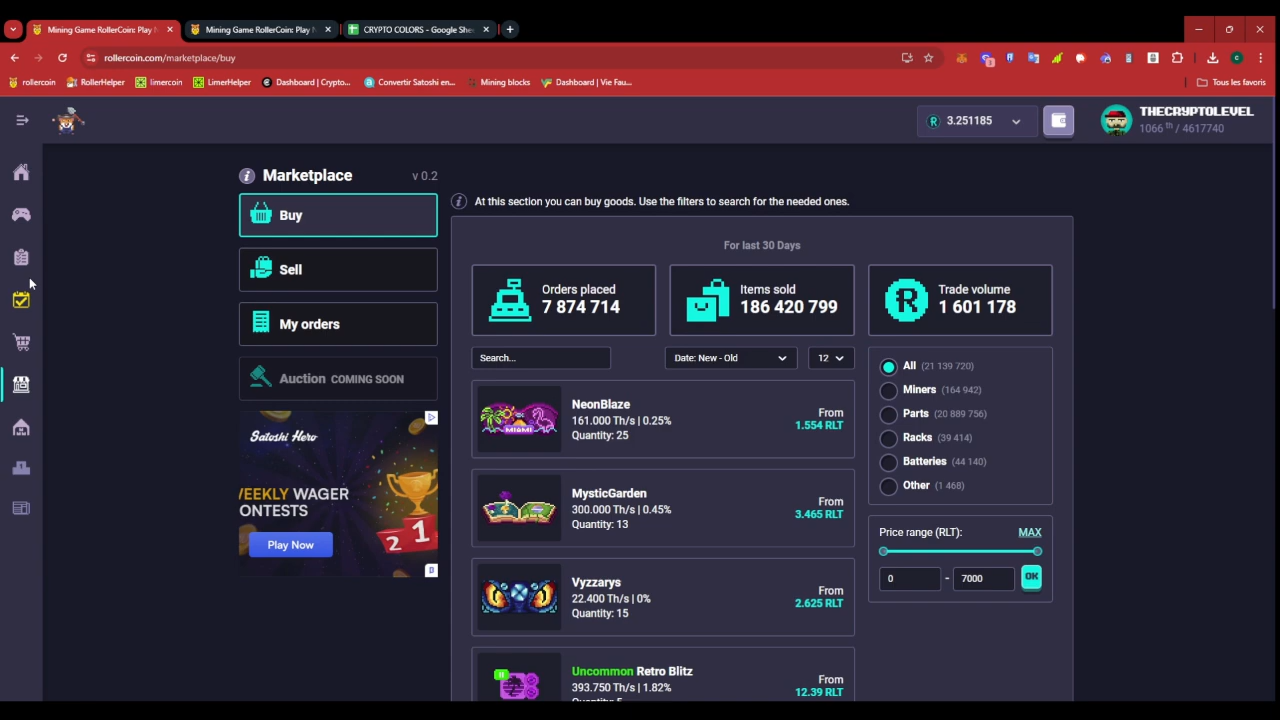 Mining Game RollerCoin: Play N
Mining Game RollerCoin: Play N
CRYPTO COLORS - Google She
rollercoin.com/marketplace/buy
rollercoin
RollerHelper
limercoin
LimerHelper
Dashboard | Crypto...
Convertir Satoshi en...
Mining blocks
Dashboard | Vie Fau...
Tous les favoris
3.251185
THECRYPTOLEVEL
1066 th / 4617740
Marketplace
v 0.2
Buy
Sell
My orders
Auction COMING SOON
Satoshi Hero
/EEKLY WAGER
ONTESTS
Play Now
2 1
At this section you can buy goods. Use the filters to search for the needed ones.
For last 30 Days
Orders placed
7 874 714
Items sold
186 420 799
Trade volume
1 601 178
Search...
Date: New - Old
12
NeonBlaze
161.000 Th/s | 0.25%
Quantity: 25
From
1.554 RLT
MIAMI
MysticGarden
300.000 Th/s | 0.45%
Quantity: 13
From
3.465 RLT
Vyzzarys
22.400 Th/s | 0%
Quantity: 15
From
2.625 RLT
Uncommon Retro Blitz
393.750 Th/s | 1.82%
Quantity: 5
From
12.39 RLT
All (21 139 720)
Miners (164 942)
Parts (20 889 756)
Racks (39 414)
Batteries (44 140)
Other (1 468)
Price range (RLT):
MAX
0 - 7000
OK